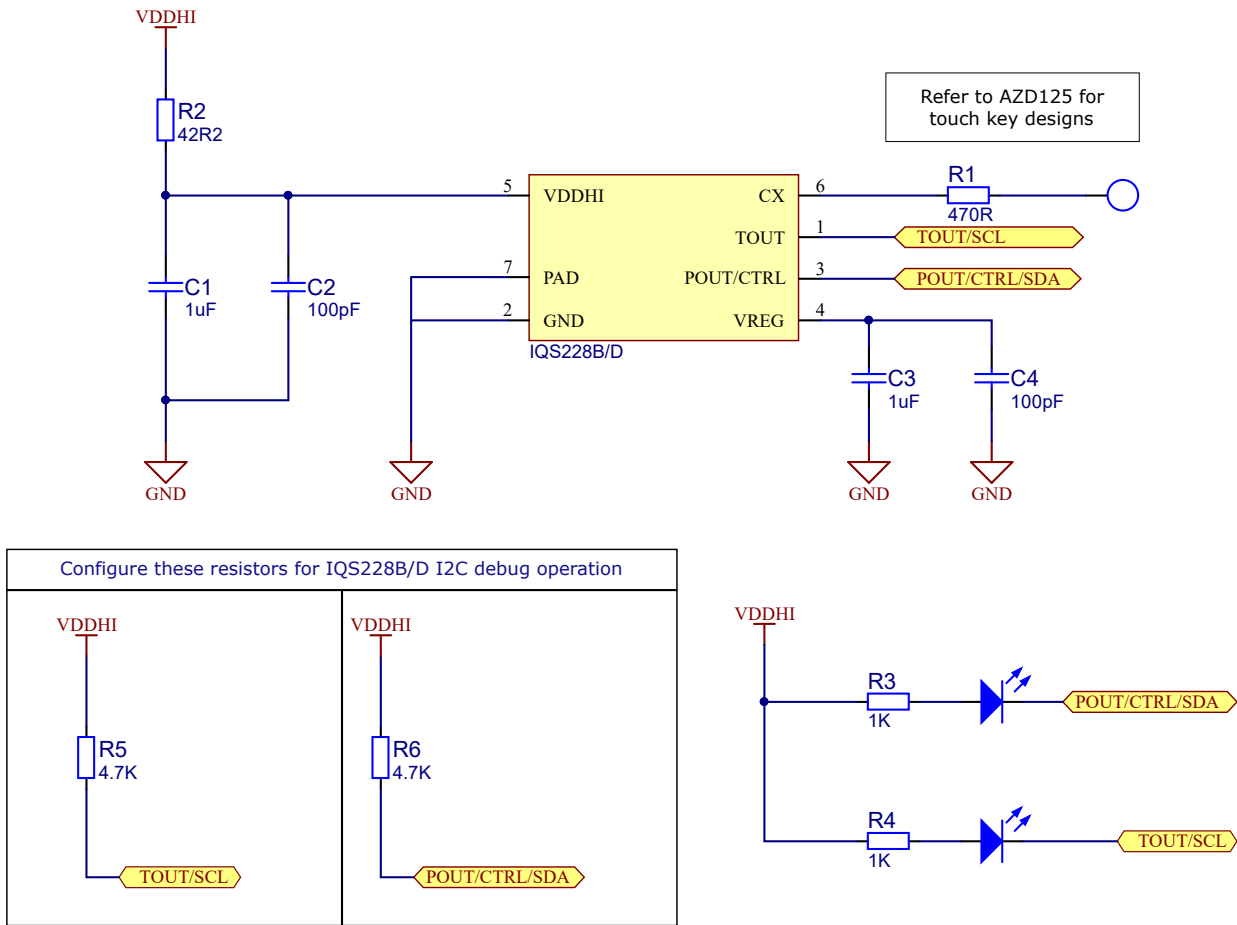 VDDHI
R2
42R2
Refer to AZD125 for
touch key designs
5
VDDHI
7
PAD
2
GND
CX
6
TOUT
1
POUT/CTRL
3
VREG
4
IQS228B/D
R1
470R
TOUT/SCL
POUT/CTRL/SDA
C1
1uF
C2
100pF
C3
1uF
C4
100pF
GND
GND
GND
GND
Configure these resistors for IQS228B/D I2C debug operation
VDDHI
R5
4.7K
TOUT/SCL
VDDHI
R6
4.7K
POUT/CTRL/SDA
VDDHI
R3
1K
POUT/CTRL/SDA
R4
1K
TOUT/SCL